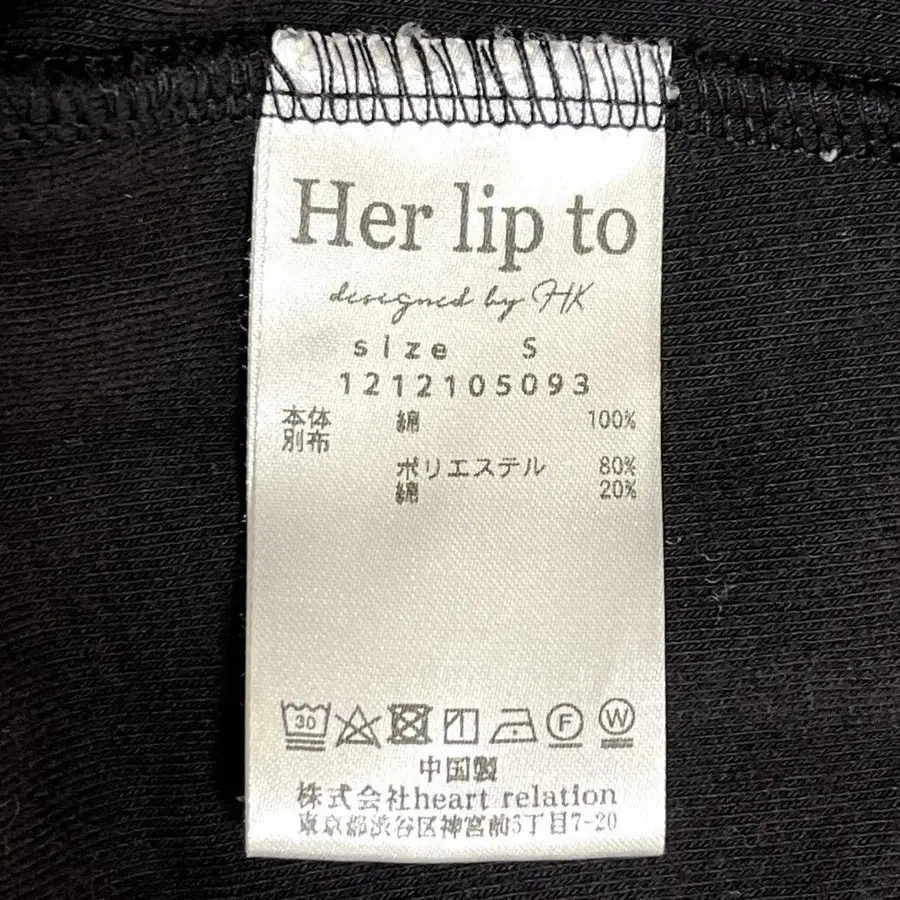 Her lip to
designed by HK
size S
1212105093
本体 綿 100%
別布
ポリエステル 80%
綿 20%
30 F W
中国製
株式会社heart relation
東京都渋谷区神宮前5丁目7-20